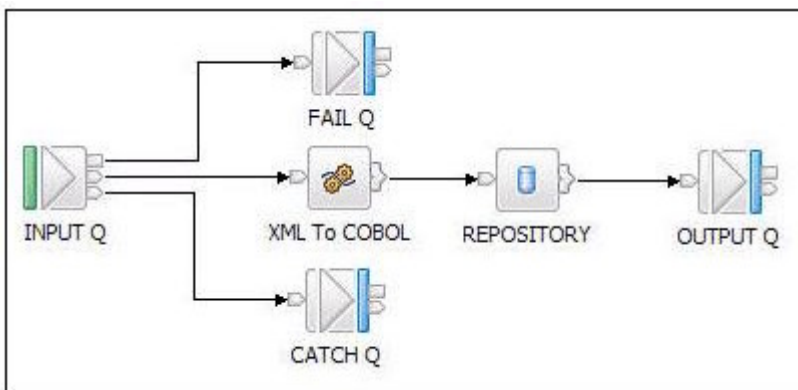 FAIL Q
INPUT Q
XML To COBOL
REPOSITORY
OUTPUT Q
CATCH Q